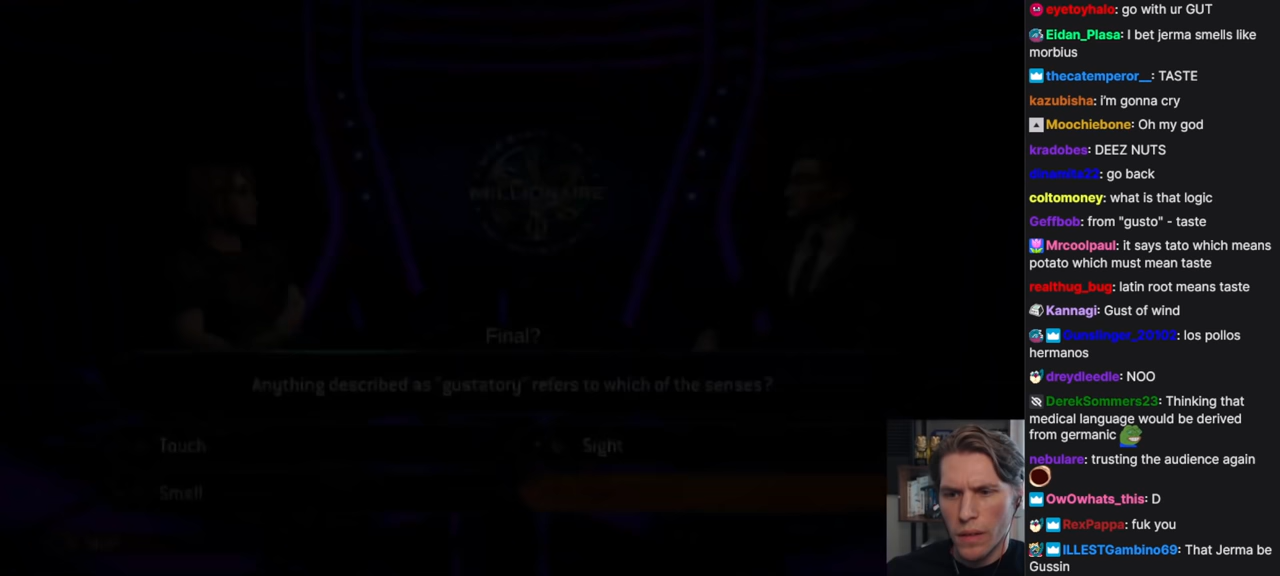 MILLIONAIRE
Final?
Anything described as "gustatory" refers to which of the senses?
Touch
Sight
Smell
eyetoyhalo: go with ur GUT
Eidan_Plasa: I bet jerma smells like
morbius
thecatemperor__: TASTE
kazubisha: i'm gonna cry
Moochiebone: Oh my god
kradobes: DEEZ NUTS
dinamita22: go back
coltomoney: what is that logic
Geffbob: from "gusto" - taste
Mrcoolpaul: it says tato which means
potato which must mean taste
realthug_bug: latin root means taste
Kannagi: Gust of wind
Gunslinger_20102: los pollos
hermanos
dreydleedle: NOO
DerekSommers23: Thinking that
medical language would be derived
from germanic
nebulare: trusting the audience again
OwOwhats_this: D
RexPappa: fuk you
ILLESTGambino69: That Jerma be
Gussin